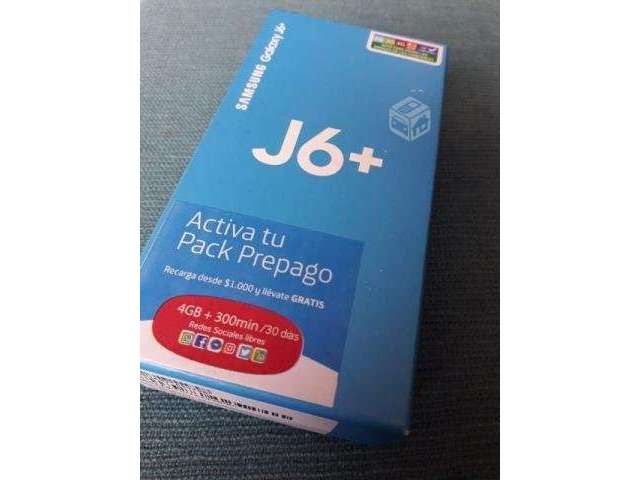 SAMSUNG Galaxy J6+
J6+
Activa tu
Pack Prepago
Recarga desde $1.000 y llévate GRATIS
4GB + 300min /30 días
Redes Sociales libres